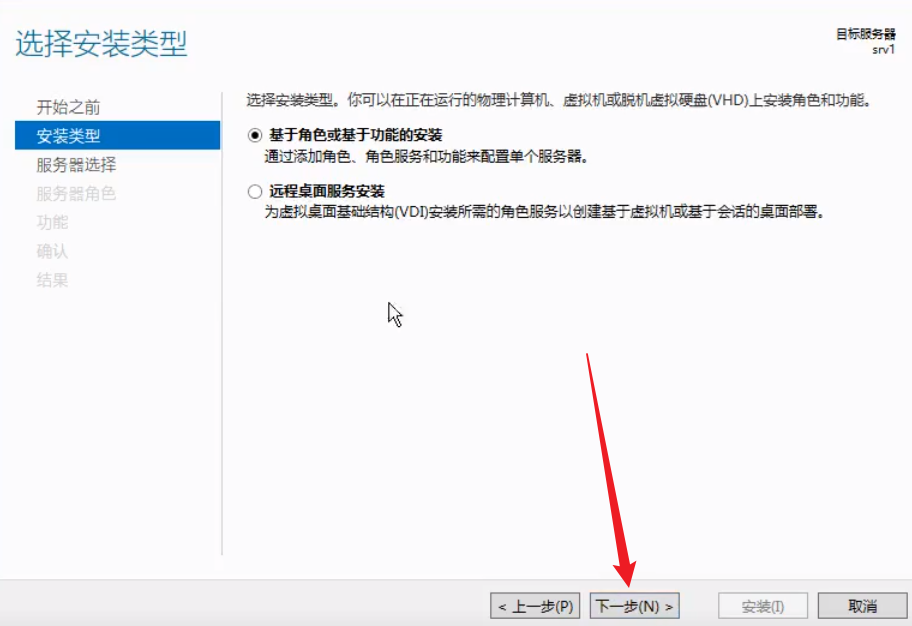 选择安装类型
目标服务器
srv1
开始之前
安装类型
服务器选择
服务器角色
功能
确认
结果
选择安装类型。你可以在正在运行的物理计算机、虚拟机或脱机虚拟硬盘(VHD)上安装角色和功能。
基于角色或基于功能的安装
通过添加角色、角色服务和功能来配置单个服务器。
远程桌面服务安装
为虚拟桌面基础结构(VDI)安装所需的角色服务以创建基于虚拟机或基于会话的桌面部署。
< 上一步(P)
下一步(N) >
安装(I)
取消